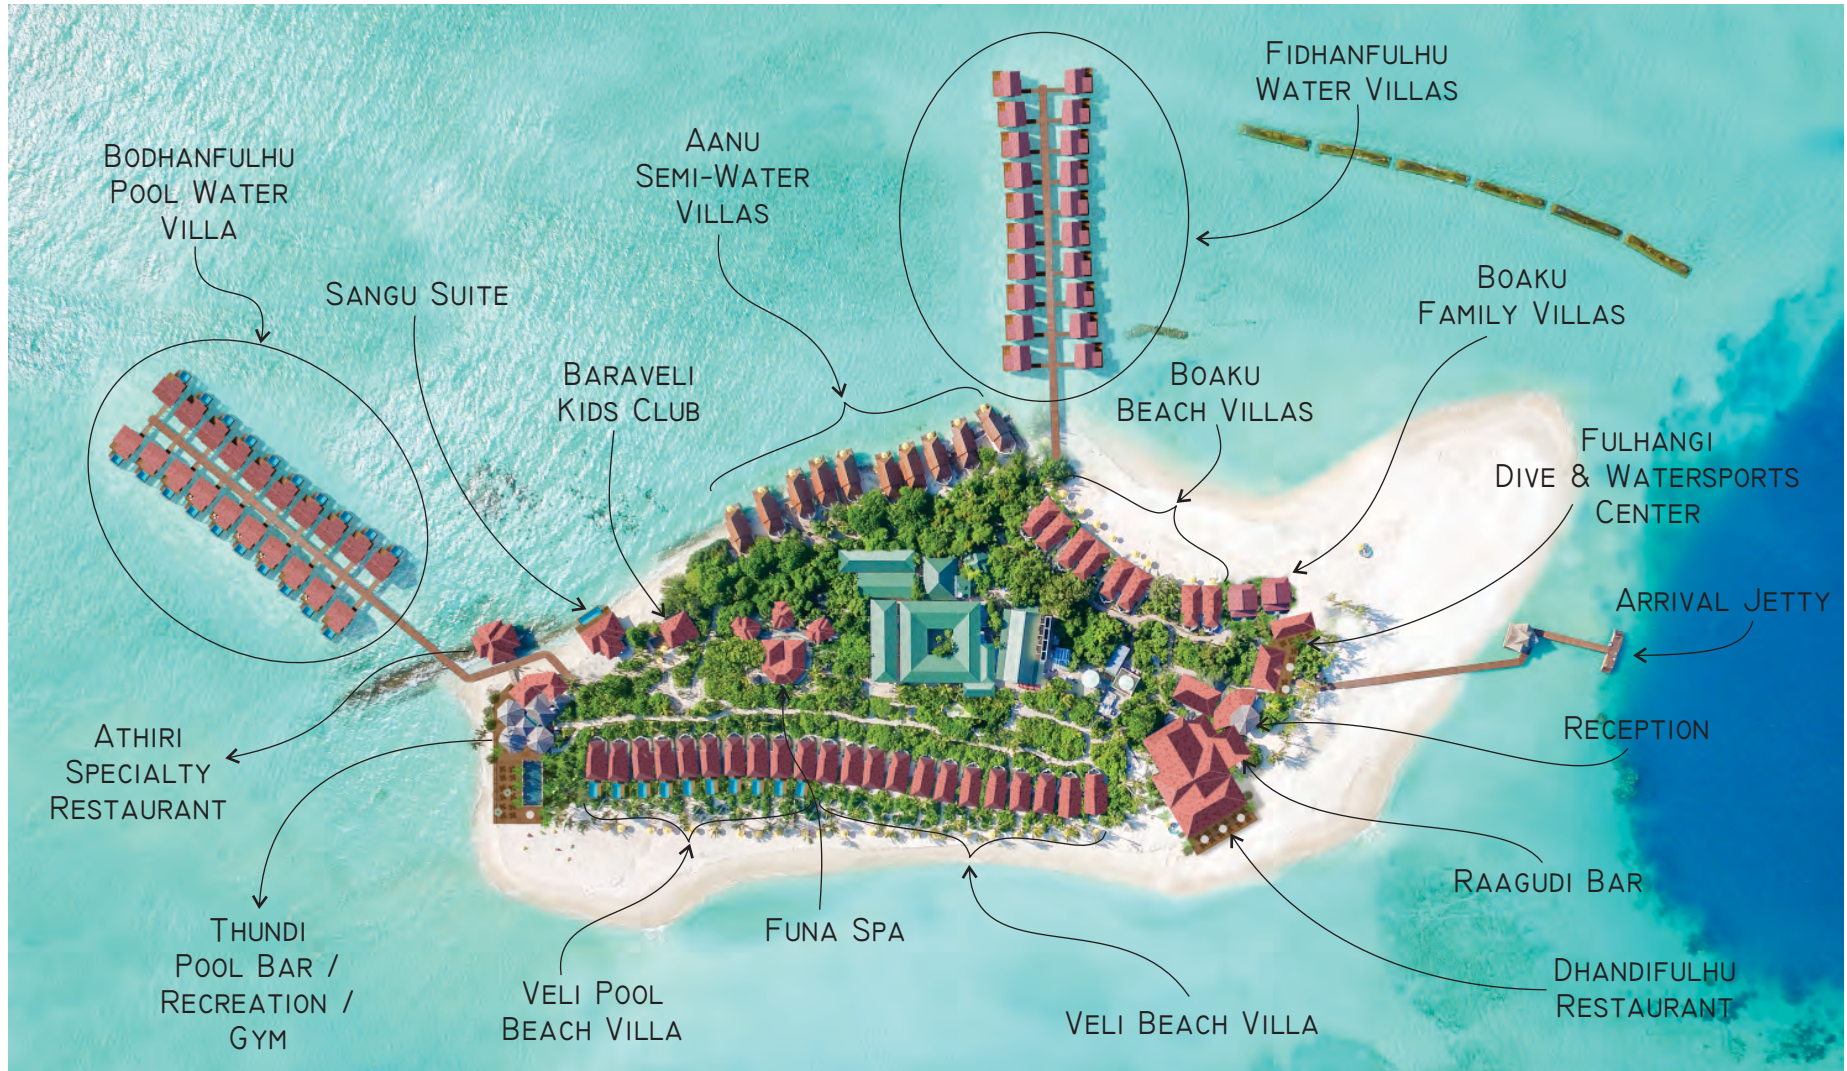 Fidhanfulhu
Water Villas
Aanu
Semi-Water
Villas
Bodhanfulhu
Pool Water
Villa
Sangu Suite
Boaku
Family Villas
Baraveli
Kids Club
Boaku
Beach Villas
Fulhangi
Dive & Watersports
Center
Arrival Jetty
Athiri
Specialty
Restaurant
Reception
Raagudi Bar
Thundi
Pool Bar /
Recreation /
Gym
Funa Spa
Veli Pool
Beach Villa
Veli Beach Villa
Dhandifulhu
Restaurant